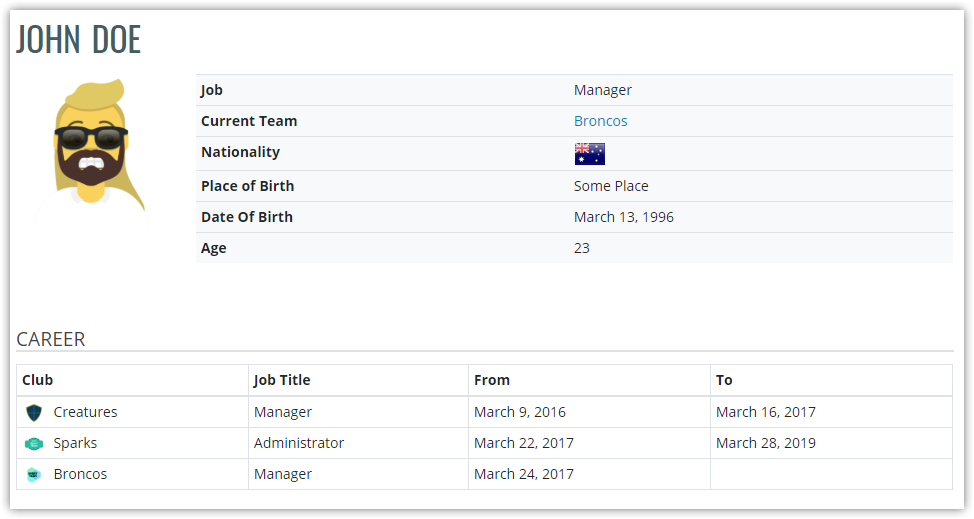 JOHN DOE
Job Manager
Current Team Broncos
Nationality
Place of Birth Some Place
Date Of Birth March 13, 1996
Age 23
CAREER
Club Job Title From To
Creatures Manager March 9, 2016 March 16, 2017
Sparks Administrator March 22, 2017 March 28, 2019
Broncos Manager March 24, 2017